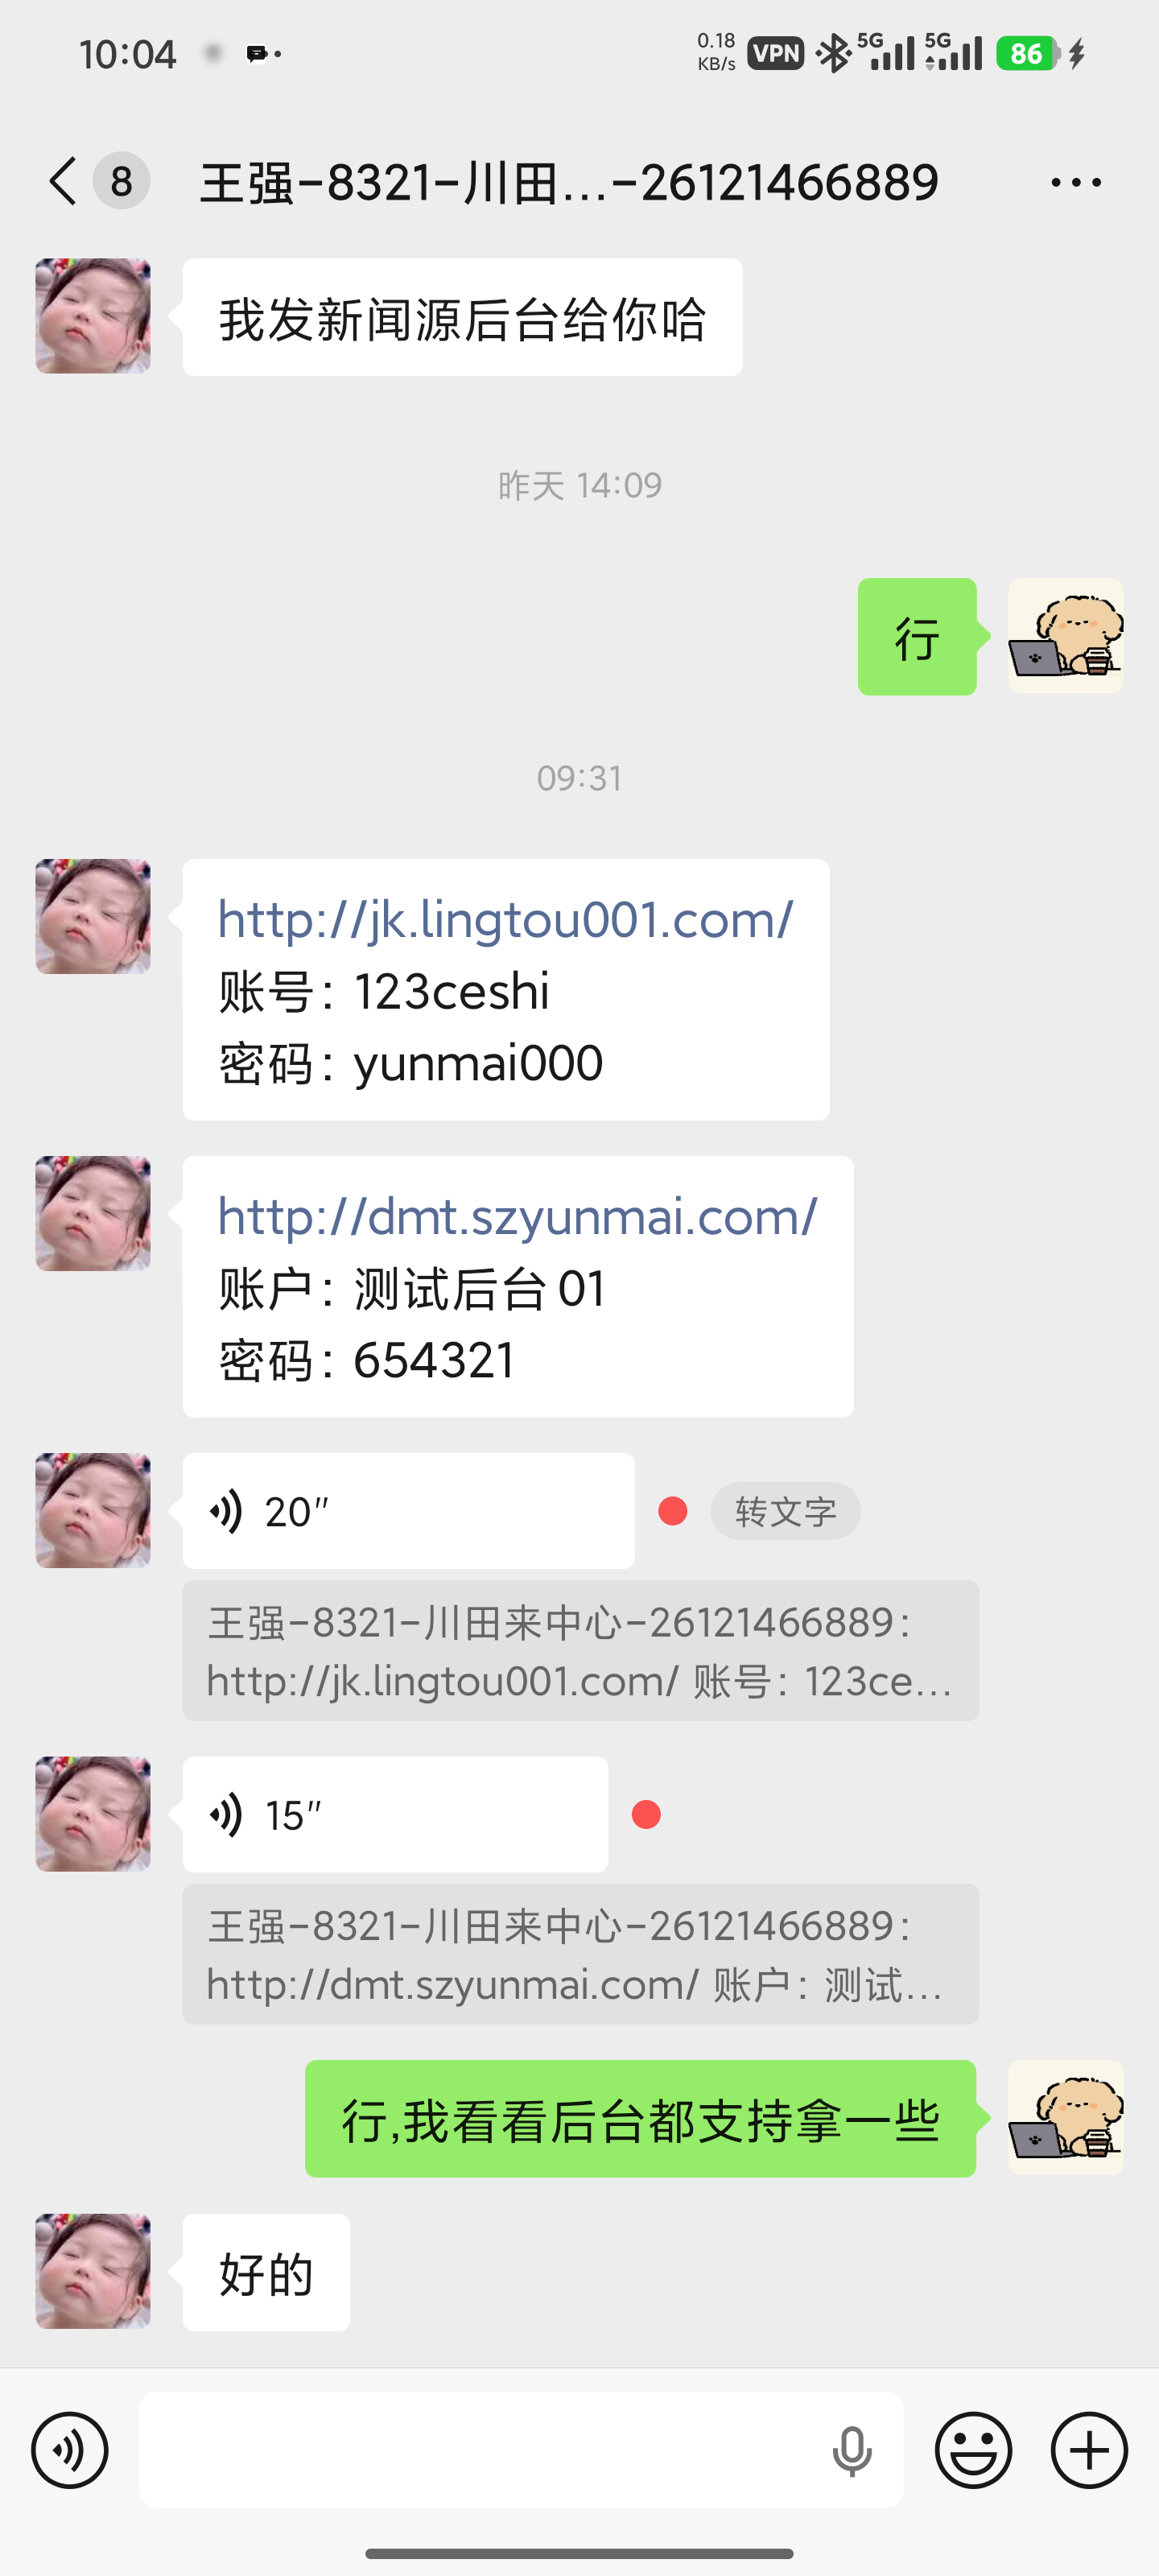 10:04
0.18
KB/s
VPN
5G
5G
86
8
王强-8321-川田...-26121466889
我发新闻源后台给你哈
昨天 14:09
行
09:31
http://jk.lingtou001.com/
账号：123ceshi
密码：yunmai000
http://dmt.szyunmai.com/
账户：测试后台01
密码：654321
20"
转文字
王强-8321-川田来中心-26121466889：
http://jk.lingtou001.com/ 账号：123ce...
15"
王强-8321-川田来中心-26121466889：
http://dmt.szyunmai.com/ 账户：测试...
行,我看看后台都支持拿一些
好的